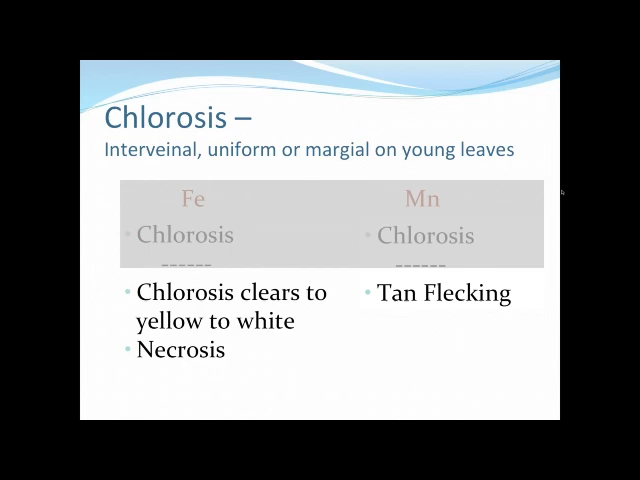 Chlorosis –
Interveinal, uniform or margial on young leaves
Fe
• Chlorosis
------
• Chlorosis clears to
yellow to white
• Necrosis
Mn
• Chlorosis
------
• Tan Flecking